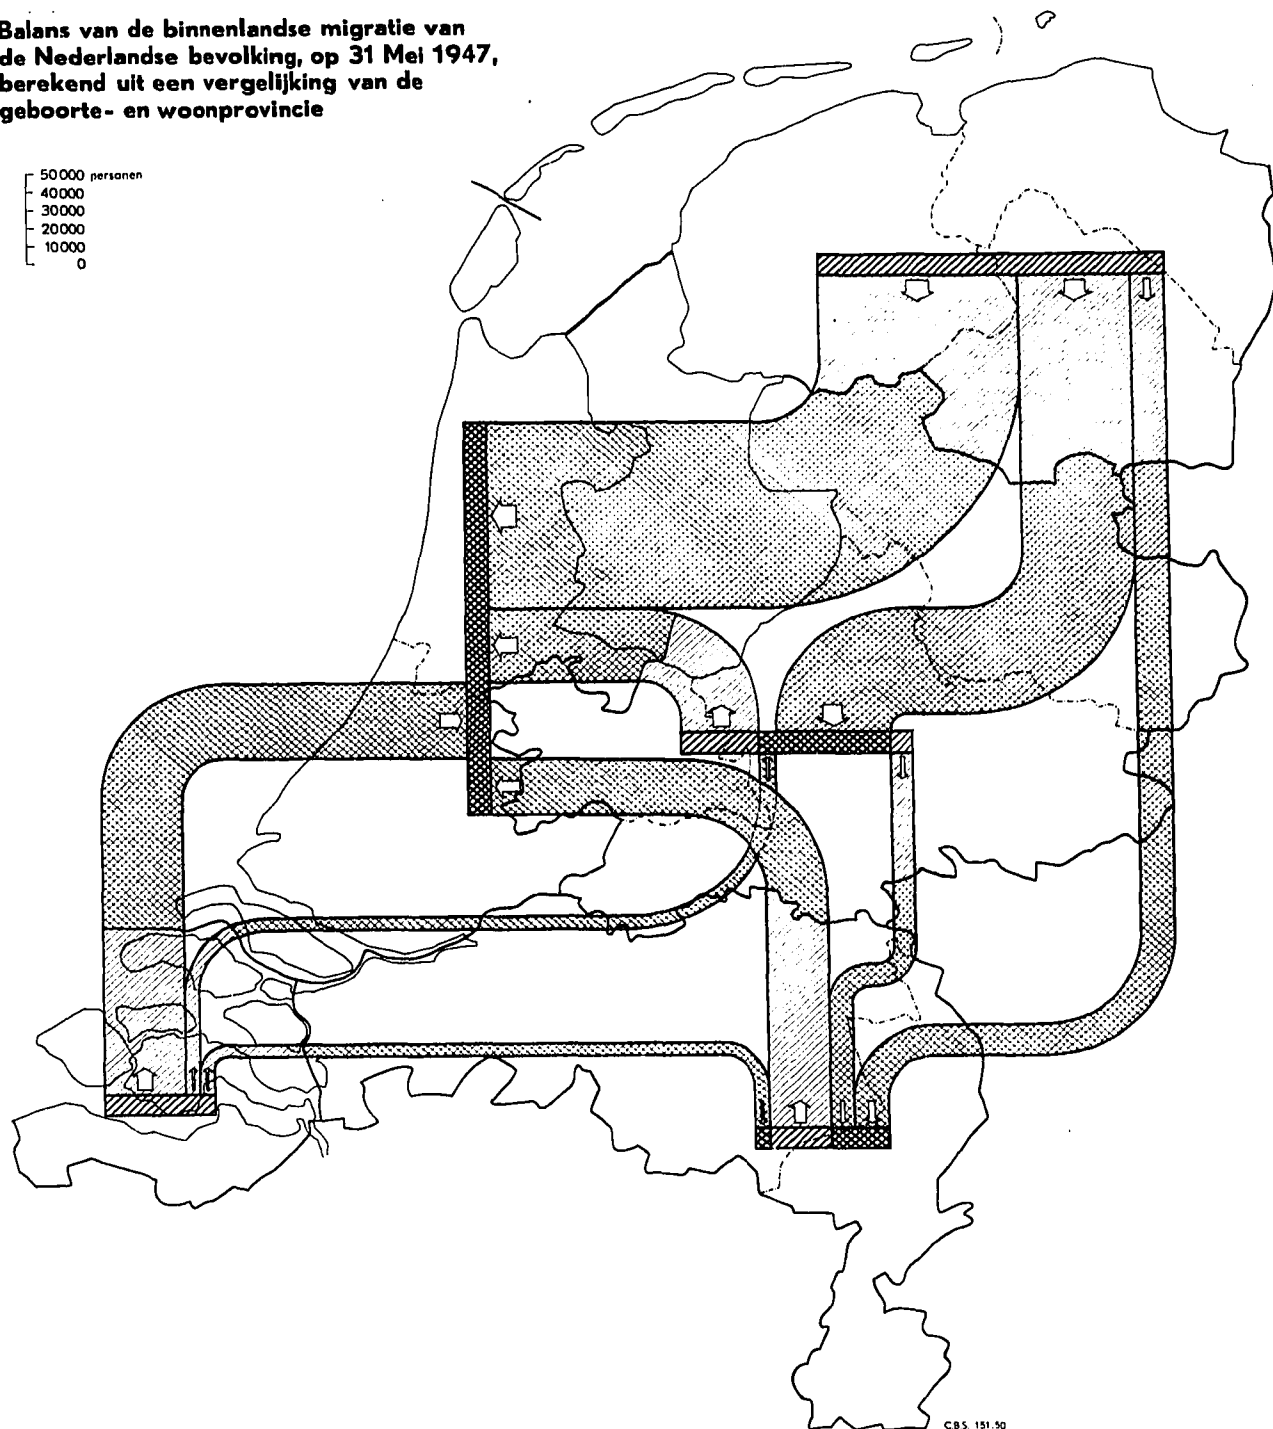 Balans van de binnenlandse migratie van
de Nederlandse bevolking, op 31 Mei 1947,
berekend uit een vergelijking van de
geboorte- en woonprovincie
50000 personen
40000
30000
20000
10000
0
C.B.S. 151.50